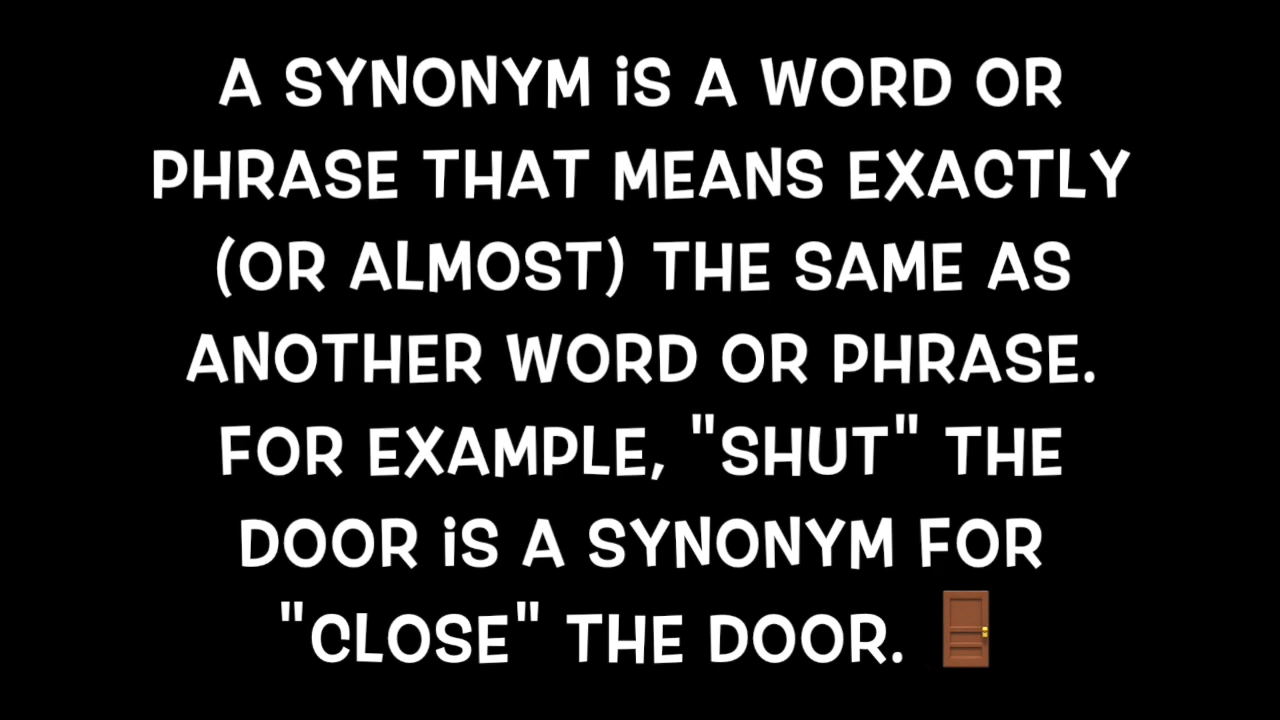 A SYNONYM iS A WORD OR
PHRASE THAT MEANS EXACTLY
(OR ALMOST) THE SAME AS
ANOTHER WORD OR PHRASE.
FOR EXAMPLE, "SHUT" THE
DOOR iS A SYNONYM FOR
"CLOSE" THE DOOR. 🚪